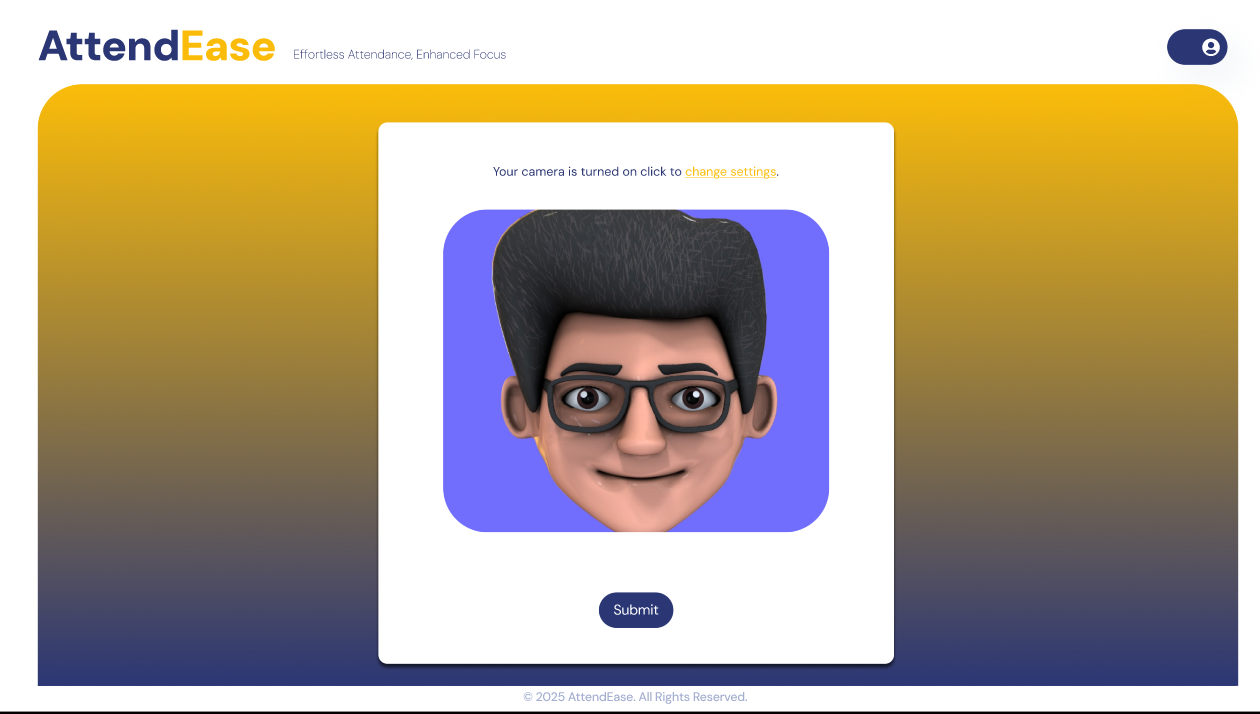 AttendEase
Effortless Attendance, Enhanced Focus
Your camera is turned on click to change settings.
Submit
© 2025 AttendEase. All Rights Reserved.